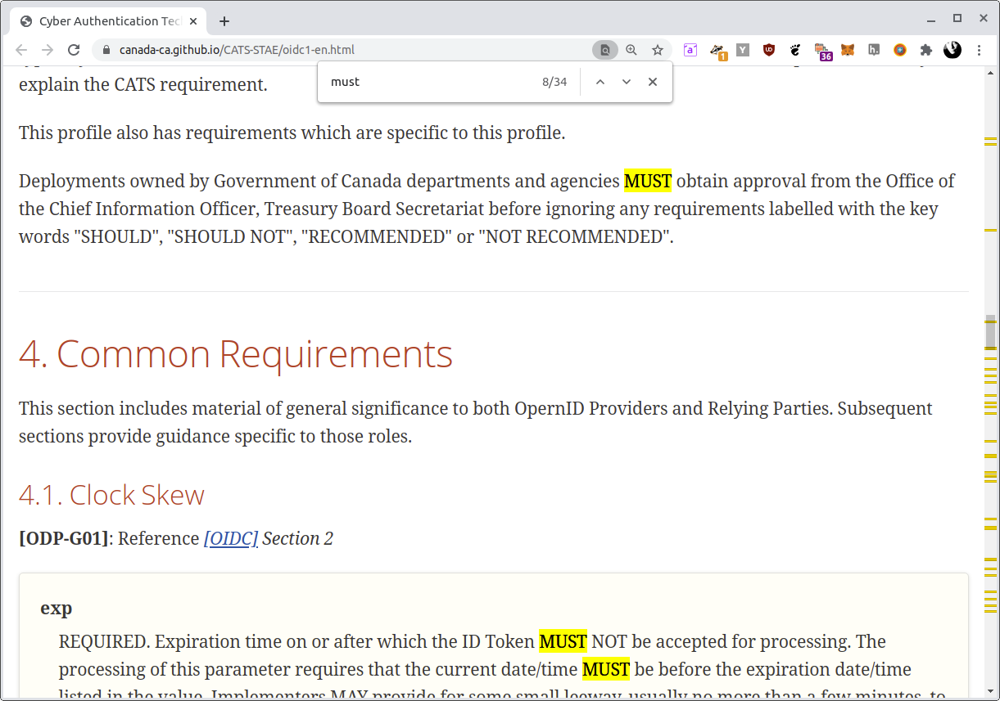 Cyber Authentication Tec
canada-ca.github.io/CATS-STAE/oidc1-en.html
1
Y
36
must
8/34
explain the CATS requirement.
This profile also has requirements which are specific to this profile.
Deployments owned by Government of Canada departments and agencies MUST obtain approval from the Office of
the Chief Information Officer, Treasury Board Secretariat before ignoring any requirements labelled with the key
words "SHOULD", "SHOULD NOT", "RECOMMENDED" or "NOT RECOMMENDED".
4. Common Requirements
This section includes material of general significance to both OpernID Providers and Relying Parties. Subsequent
sections provide guidance specific to those roles.
4.1. Clock Skew
[ODP-G01]: Reference [OIDC] Section 2
exp
REQUIRED. Expiration time on or after which the ID Token MUST NOT be accepted for processing. The
processing of this parameter requires that the current date/time MUST be before the expiration date/time
listed in the value. Implementers MAY provide for some small leeway, usually no more than a few minutes, to